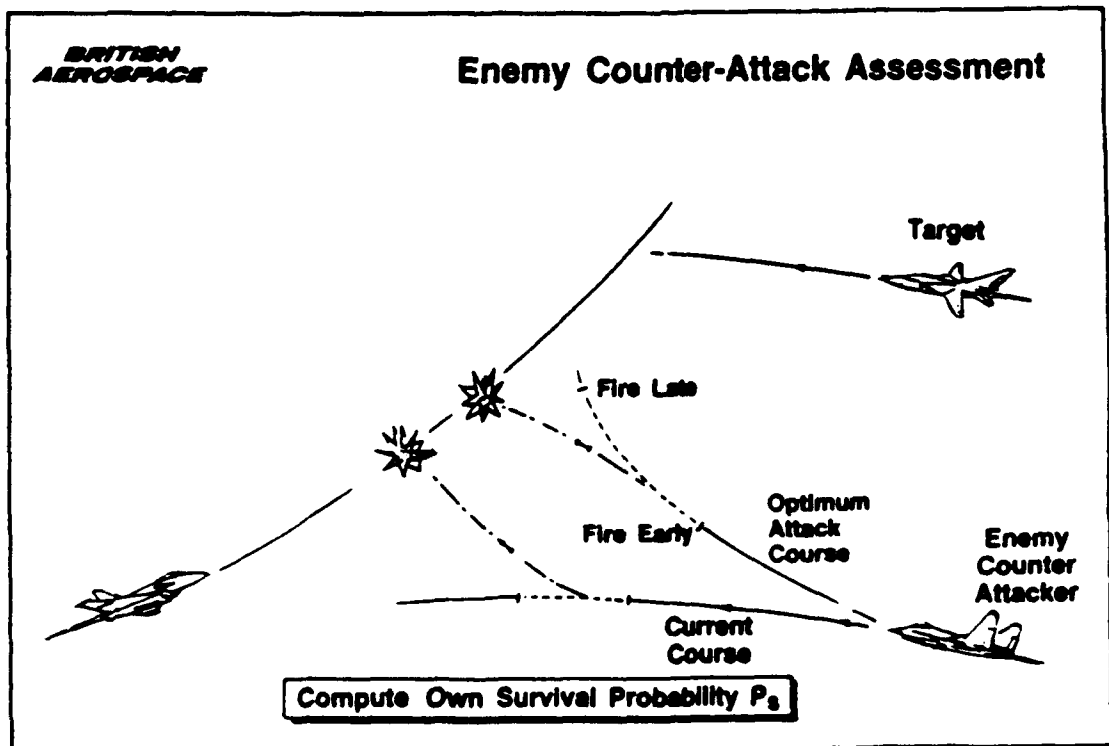 BRITISH
AEROSPACE
Enemy Counter-Attack Assessment
Target
Fire Late
Fire Early
Optimum
Attack
Course
Enemy
Counter
Attacker
Current
Course
Compute Own Survival Probability Ps